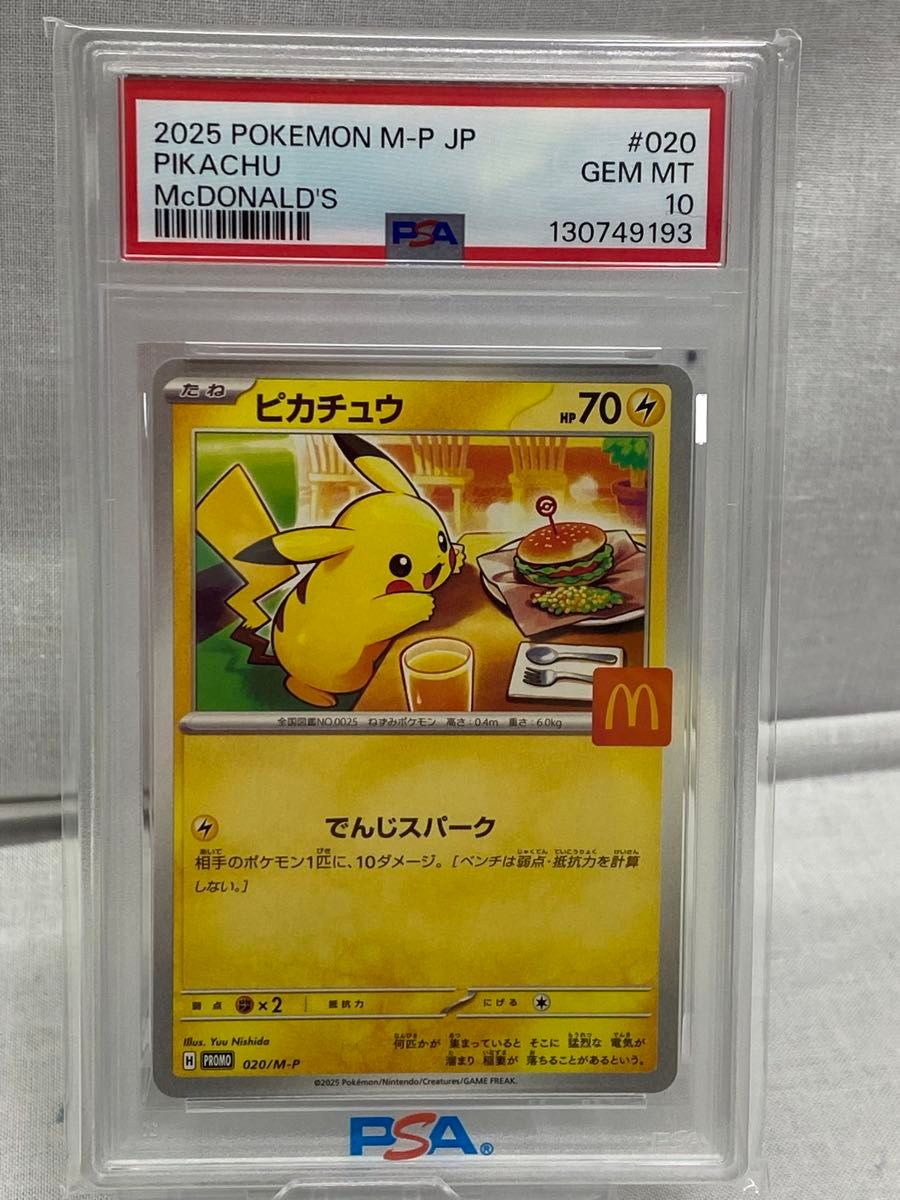 2025 POKEMON M-P JP #020
PIKACHU GEM MT
McDONALD'S 10
PSA 130749193
たね ピカチュウ HP70
全国図鑑NO.0025 ねずみポケモン 高さ:0.4m 重さ:6.0kg
でんじスパーク
相手のポケモン1匹に、10ダメージ。[ベンチは弱点・抵抗力を計算
しない。]
弱点 ×2 抵抗力 にげる
Illus. Yuu Nishida
何匹かが 集まっていると そこに 猛烈な 電気が
溜まり 稲妻が 落ちることがあるという。
H PROMO 020/M-P
©2025 Pokémon/Nintendo/Creatures/GAME FREAK.
PSA®